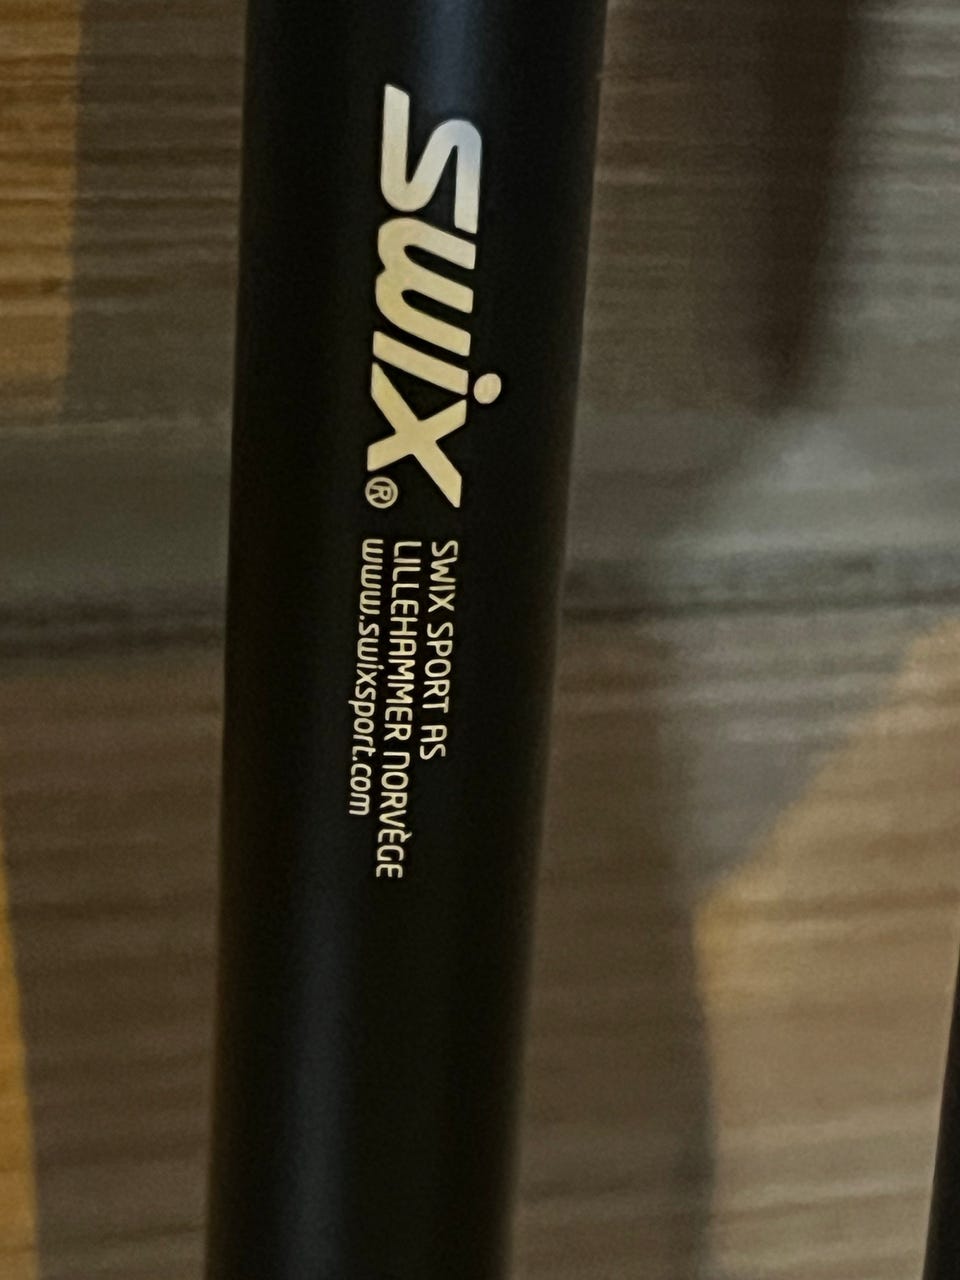 swix®
SWIX SPORT AS
LILLEHAMMER NORVÈGE
www.swixsport.com